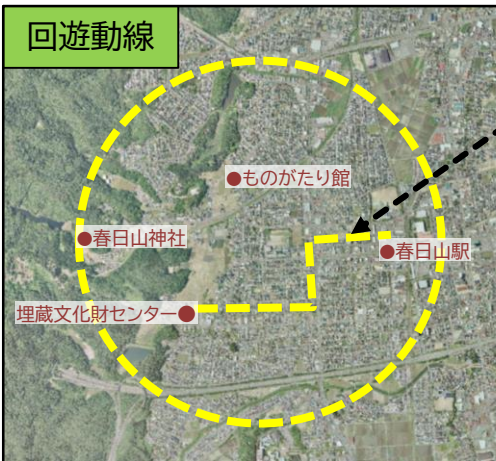 回遊動線
●ものがたり館
●春日山神社
●春日山駅
埋蔵文化財センター●